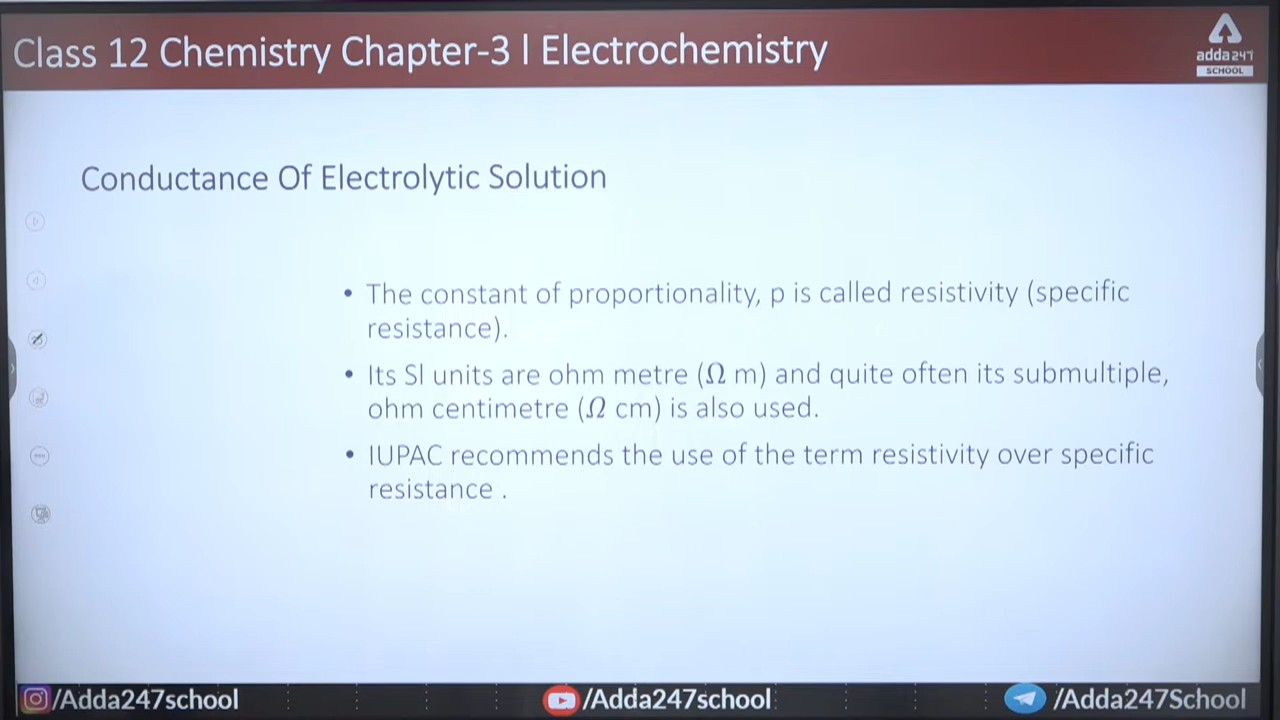 Class 12 Chemistry Chapter-3 l Electrochemistry
adda247
SCHOOL
Conductance Of Electrolytic Solution
• The constant of proportionality, p is called resistivity (specific
resistance).
• Its Sl units are ohm metre (Ω m) and quite often its submultiple,
ohm centimetre (Ω cm) is also used.
• IUPAC recommends the use of the term resistivity over specific
resistance .
/Adda247school
/Adda247school
/Adda247School